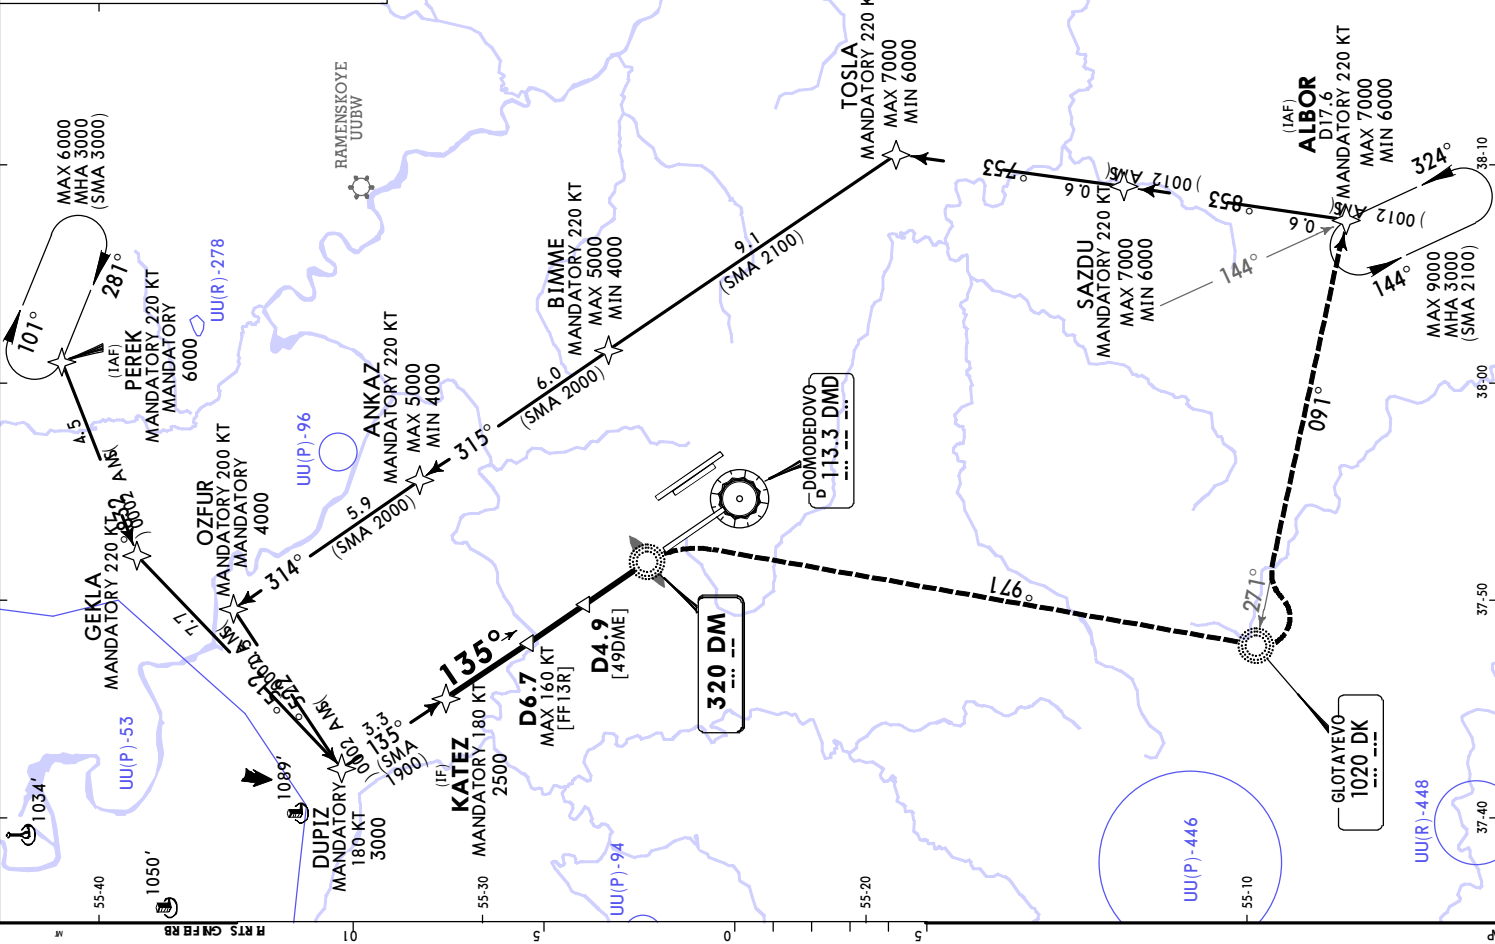 MAX 6000
MHA 3000
(SMA 3000)
101°
281°
(IAF)
PEREK
MANDATORY 220 KT
MANDATORY
6000
UU(R)-278
RAMENSKOYE
UUBW
GEKLA
MANDATORY 220 KT
7.7
OZFUR
MANDATORY 200 KT
MANDATORY
4000
UU(P)-96
ANKAZ
MANDATORY 220 KT
MAX 5000
MIN 4000
314°
5.9
(SMA 2000)
315°
6.0
(SMA 2000)
BIMME
MANDATORY 220 KT
MAX 5000
MIN 4000
9.1
(SMA 2100)
TOSLA
MANDATORY 220 KT
MAX 7000
MIN 6000
SAZDU
MANDATORY 220 KT
MAX 7000
MIN 6000
144°
(IAF)
ALBOR
D17.6
MANDATORY 220 KT
MAX 7000
MIN 6000
324°
144°
MAX 9000
MHA 3000
(SMA 2100)
UU(P)-53
1034'
1050'
1089'
DUPIZ
MANDATORY
180 KT
3000
3.3
135°
(SMA
1900)
(IF)
KATEZ
MANDATORY 180 KT
2500
135°
D6.7
MAX 160 KT
[FF13R]
D4.9
[49DME]
320 DM
DOMODEDOVO
D 113.3 DMD
179°
091°
271°
GLOTAYEVO
1020 DK
UU(P)-94
UU(P)-446
UU(R)-448
55-40
55-30
55-20
55-10
38-10
38-00
37-50
37-40
10
5
0
5